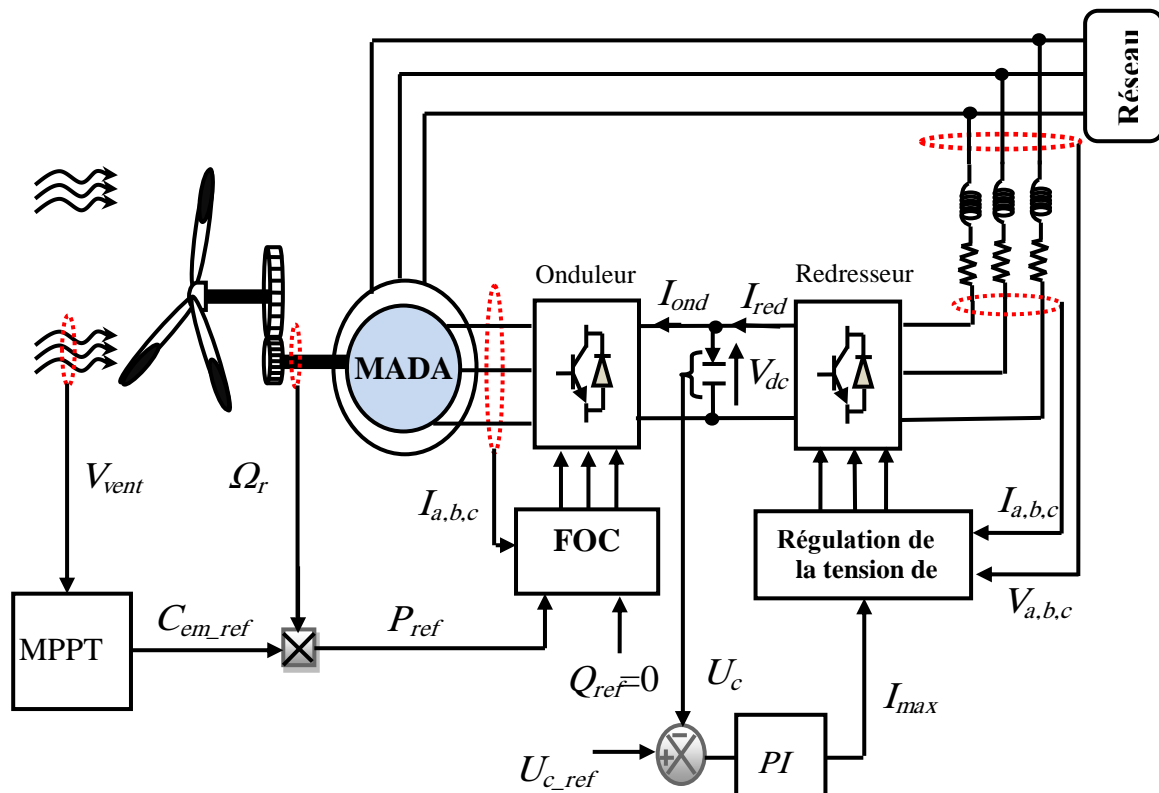 Réseau
Onduleur
Redresseur
I_ond
I_red
MADA
V_dc
V_vent
Ω_r
I_a,b,c
FOC
Régulation de
la tension de
I_a,b,c
V_a,b,c
MPPT
C_em_ref
P_ref
Q_ref=0
U_c
I_max
U_c_ref
+
-
PI